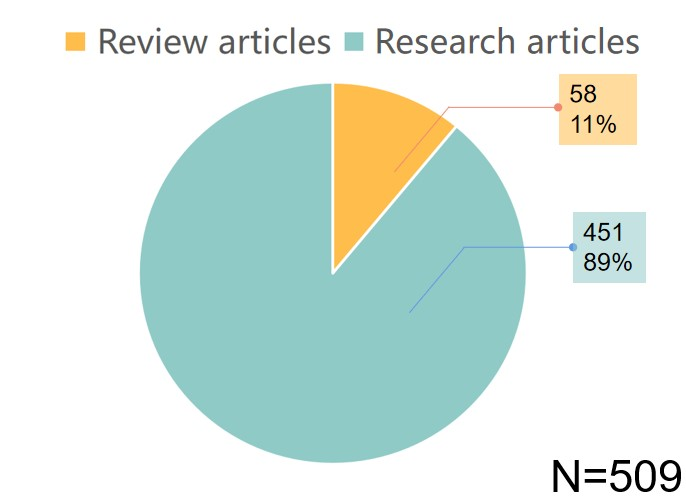 Review articles Research articles
58
11%
451
89%
N=509